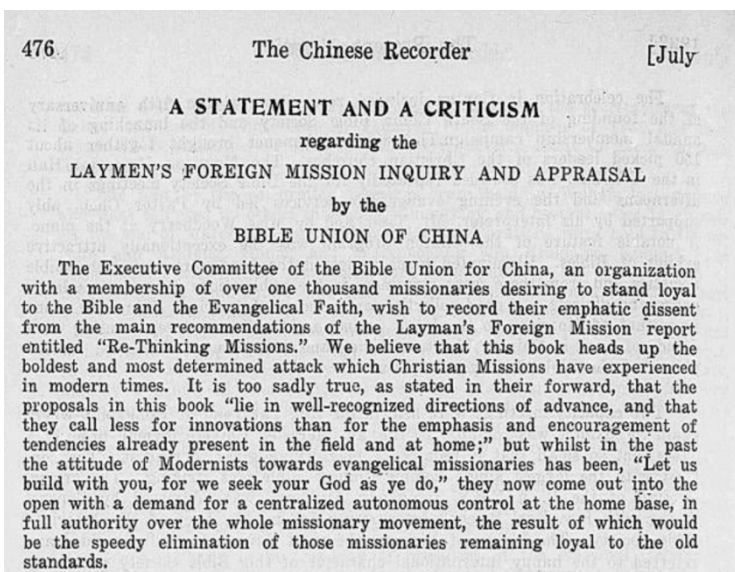 476
The Chinese Recorder
[July
A STATEMENT AND A CRITICISM
regarding the
LAYMEN'S FOREIGN MISSION INQUIRY AND APPRAISAL
by the
BIBLE UNION OF CHINA
The Executive Committee of the Bible Union for China, an organization
with a membership of over one thousand missionaries desiring to stand loyal
to the Bible and the Evangelical Faith, wish to record their emphatic dissent
from the main recommendations of the Layman's Foreign Mission report
entitled "Re-Thinking Missions." We believe that this book heads up the
boldest and most determined attack which Christian Missions have experienced
in modern times. It is too sadly true, as stated in their forward, that the
proposals in this book "lie in well-recognized directions of advance, and that
they call less for innovations than for the emphasis and encouragement of
tendencies already present in the field and at home;" but whilst in the past
the attitude of Modernists towards evangelical missionaries has been, "Let us
build with you, for we seek your God as ye do," they now come out into the
open with a demand for a centralized autonomous control at the home base, in
full authority over the whole missionary movement, the result of which would
be the speedy elimination of those missionaries remaining loyal to the old
standards.